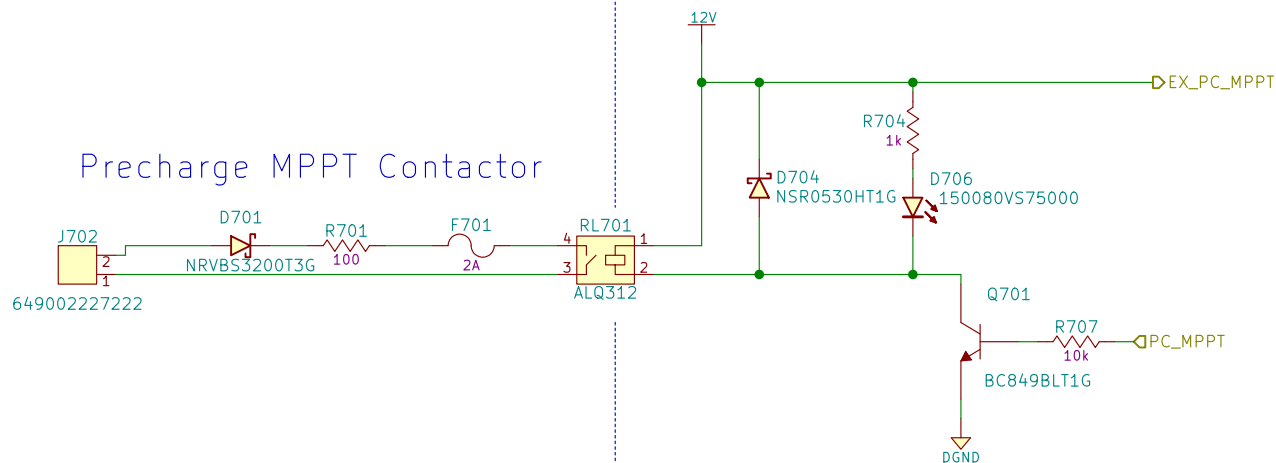 12V
EX_PC_MPPT
R704
1k
Precharge MPPT Contactor
D704
NSR0530HT1G
D706
150080VS75000
D701
NRVBS3200T3G
R701
100
F701
2A
RL701
4
1
3
2
ALQ312
J702
2
1
649002227222
Q701
BC849BLT1G
R707
10k
PC_MPPT
DGND